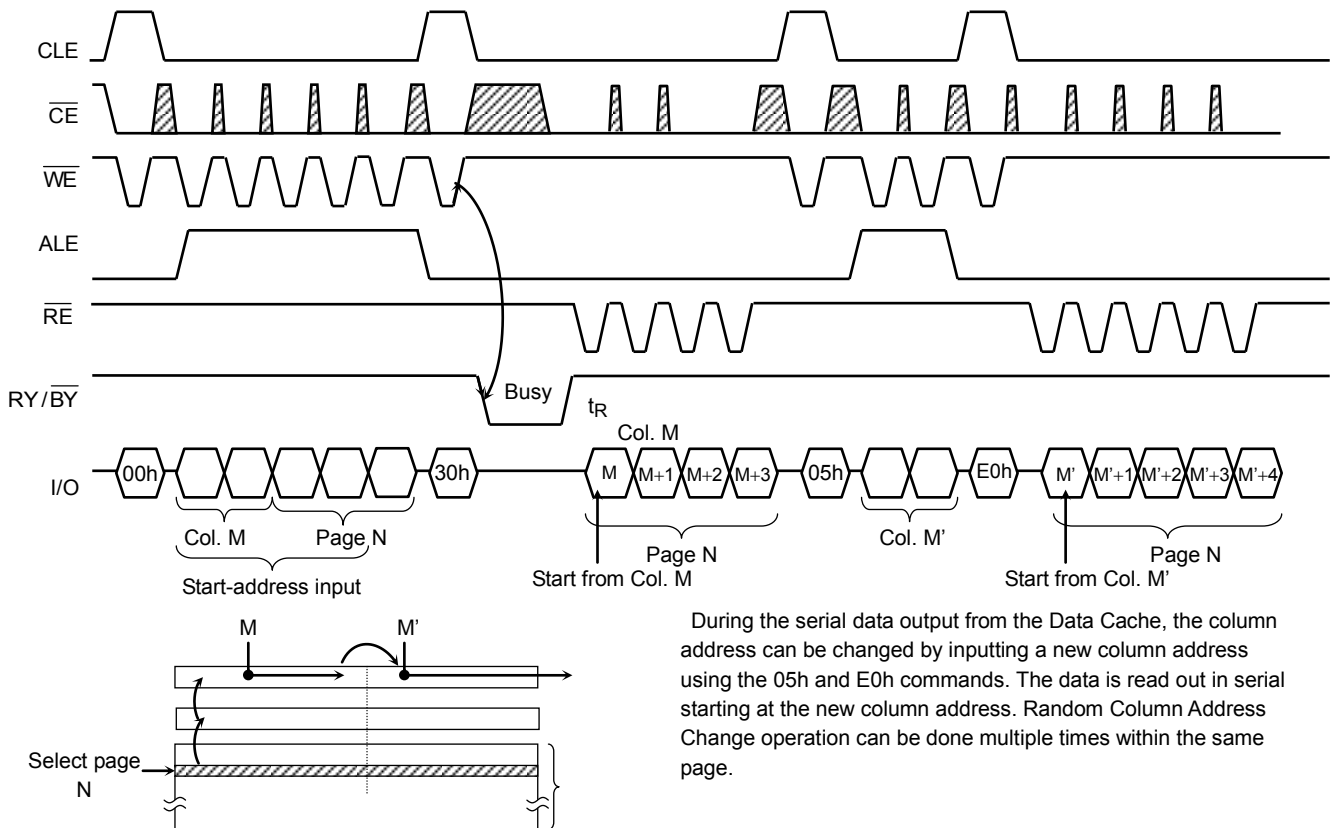 CLE
CE
WE
ALE
RE
RY/BY
Busy
tR
Col. M
I/O
00h
30h
M
M+1
M+2
M+3
05h
E0h
M'
M'+1
M'+2
M'+3
M'+4
Col. M
Page N
Start-address input
Page N
Start from Col. M
Col. M'
Page N
Start from Col. M'
M
M'
Select page
N
During the serial data output from the Data Cache, the column
address can be changed by inputting a new column address
using the 05h and E0h commands. The data is read out in serial
starting at the new column address. Random Column Address
Change operation can be done multiple times within the same
page.